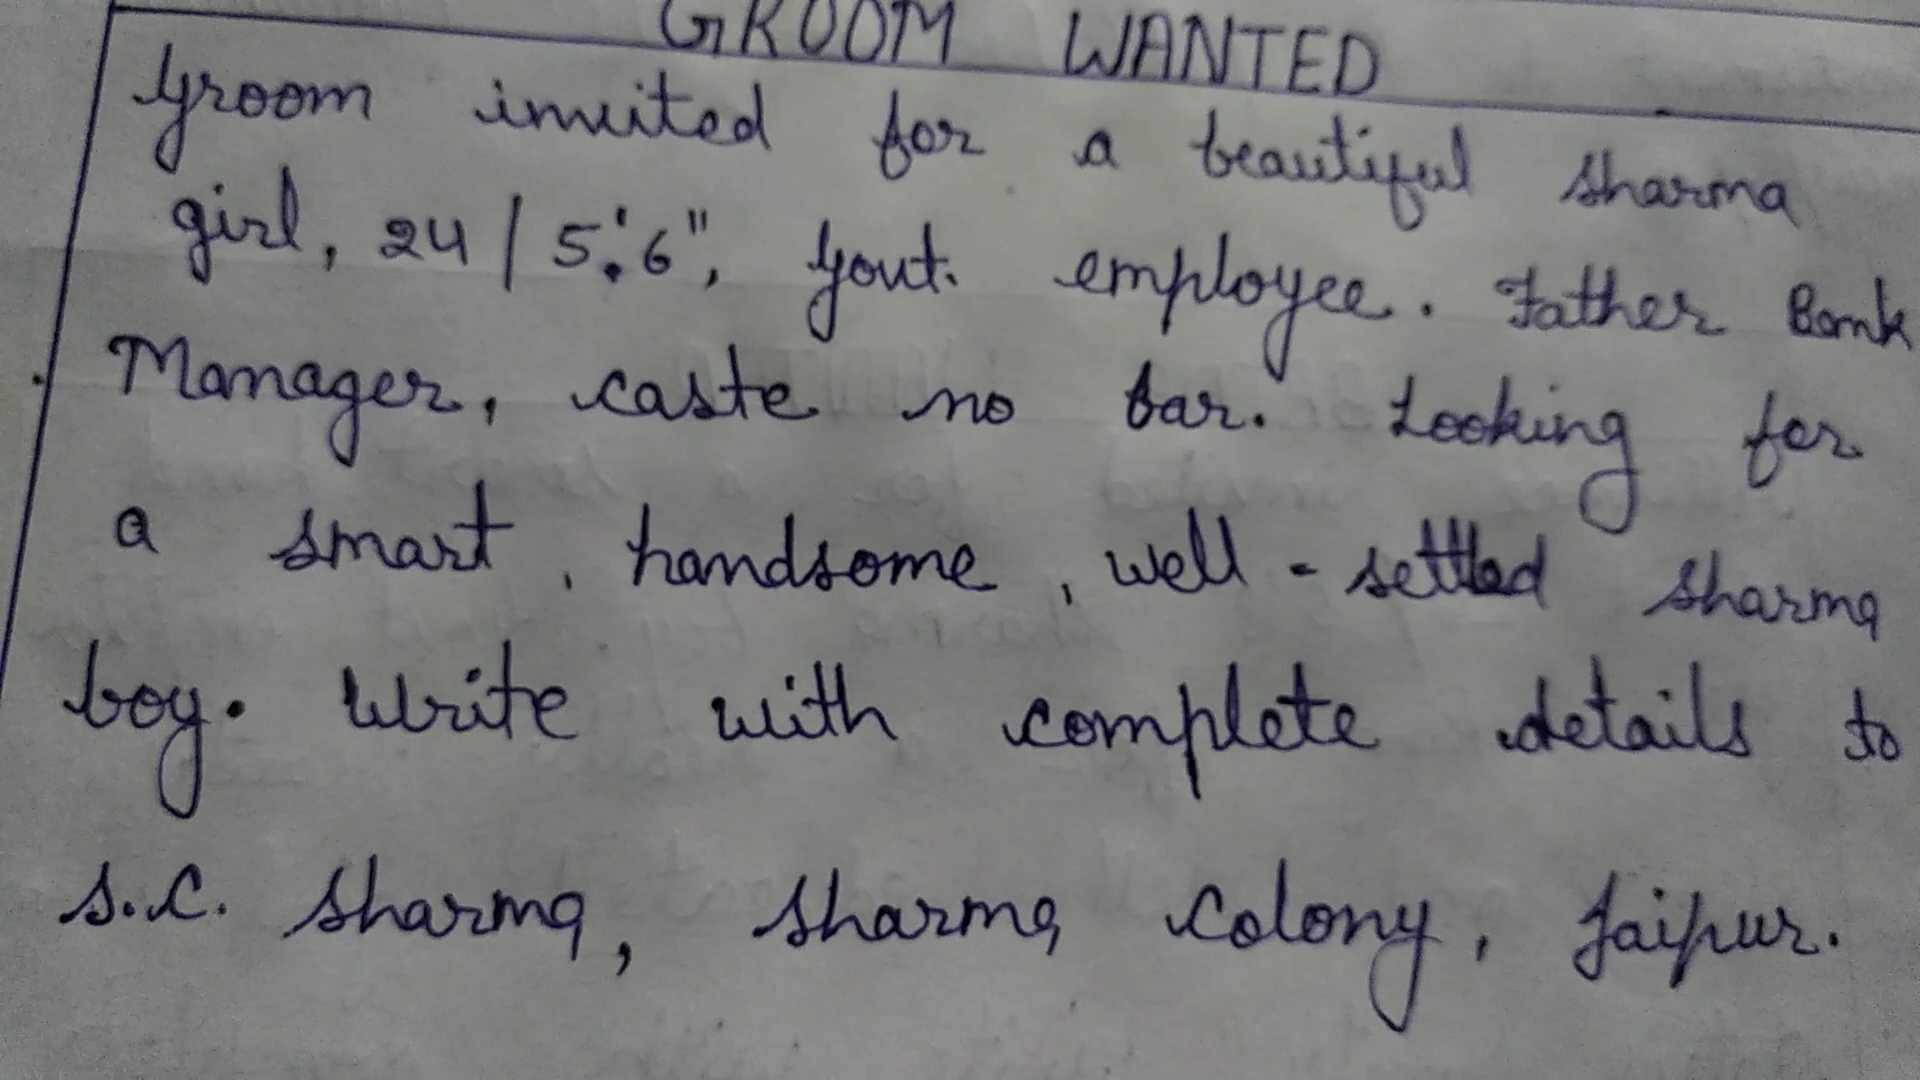 GROOM WANTED
Groom invited for a beautiful Sharma
girl, 24 / 5'.6", Govt. employee. Father Bank
Manager, caste no bar. Looking for
a smart, handsome, well-settled Sharma
boy. Write with complete details to
S.C. Sharma, Sharma Colony, Jaipur.